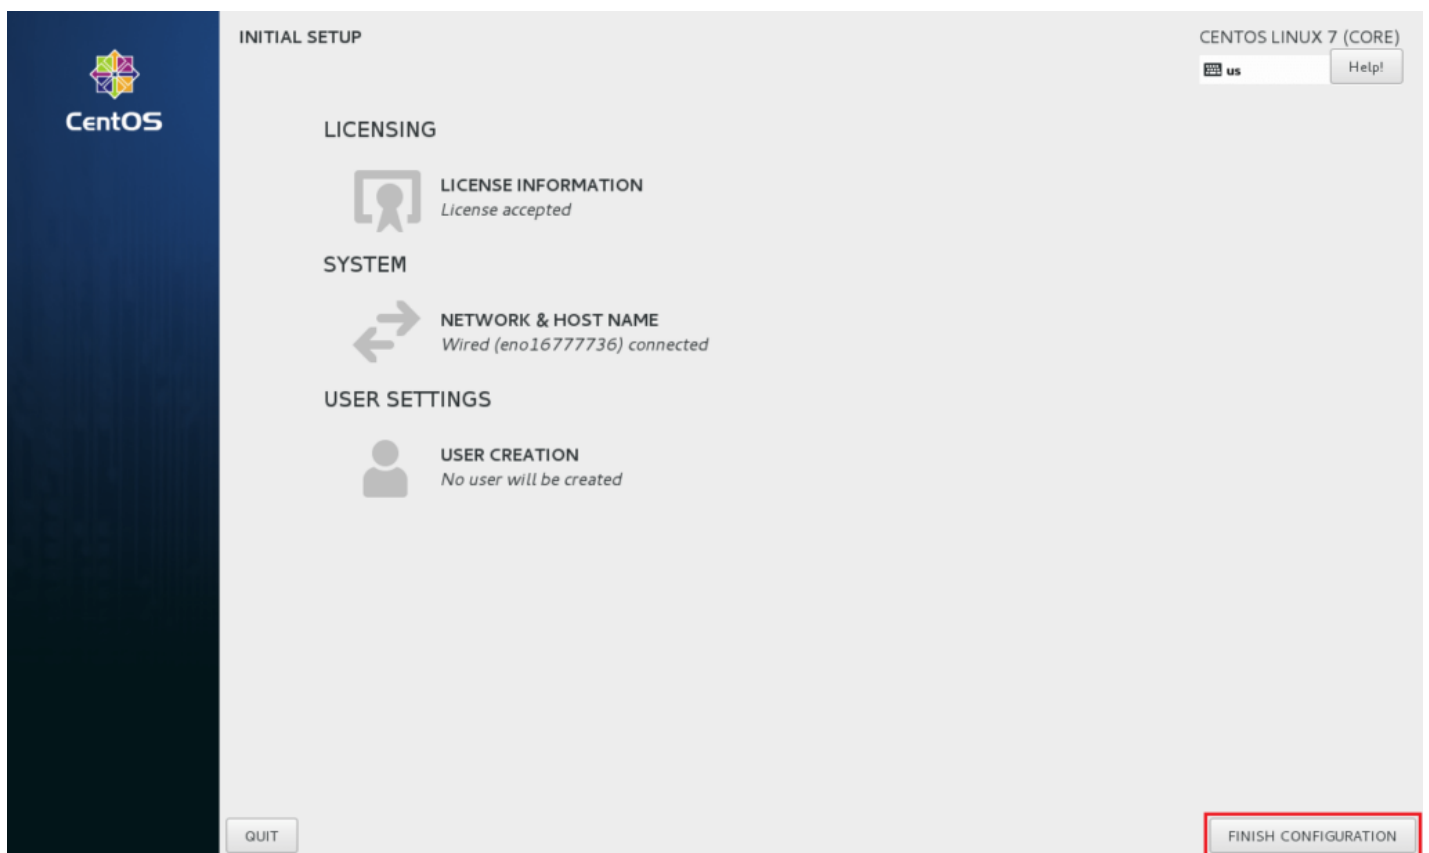 INITIAL SETUP
CENTOS LINUX 7 (CORE)
us
Help!
CentOS
LICENSING
LICENSE INFORMATION
License accepted
SYSTEM
NETWORK & HOST NAME
Wired (eno16777736) connected
USER SETTINGS
USER CREATION
No user will be created
QUIT
FINISH CONFIGURATION